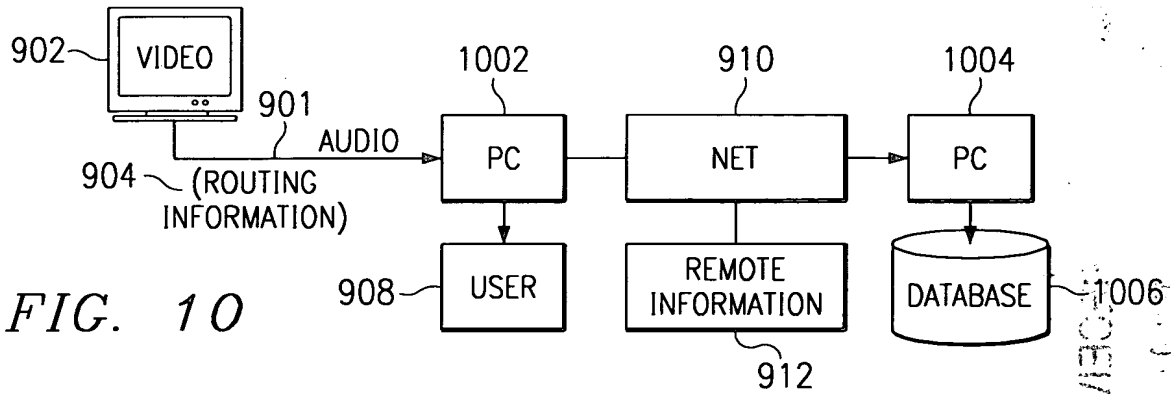 902
VIDEO
901
904
AUDIO
(ROUTING
INFORMATION)
1002
PC
910
NET
1004
PC
908
USER
REMOTE
INFORMATION
912
DATABASE
1006
FIG. 10